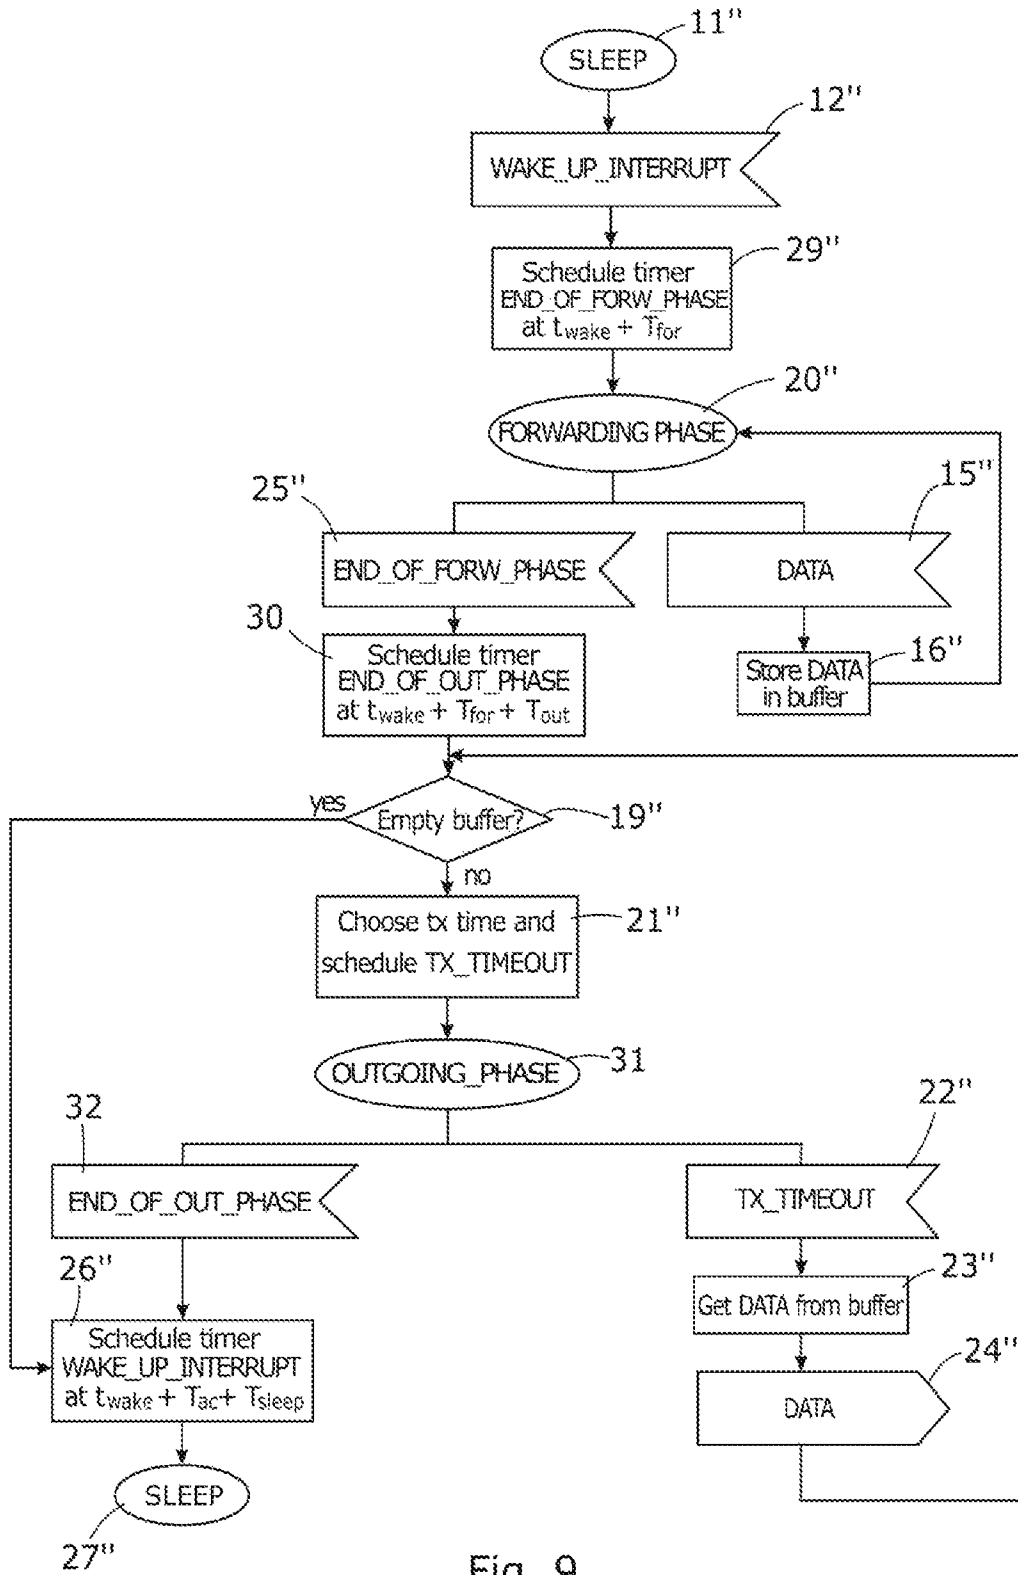 11"
SLEEP
12"
WAKE_UP_INTERRUPT
29"
Schedule timer
END_OF_FORW_PHASE
at twake + Tfor
20"
FORWARDING PHASE
25"
15"
END_OF_FORW_PHASE
DATA
30
Schedule timer
END_OF_OUT_PHASE
at twake + Tfor + Tout
16"
Store DATA
in buffer
yes
Empty buffer?
19"
no
Choose tx time and
schedule TX_TIMEOUT
21"
OUTGOING_PHASE
31
32
22"
END_OF_OUT_PHASE
TX_TIMEOUT
26"
23"
Get DATA from buffer
Schedule timer
WAKE_UP_INTERRUPT
at twake + Tac+ Tsleep
24"
DATA
SLEEP
27"
Fig. 9